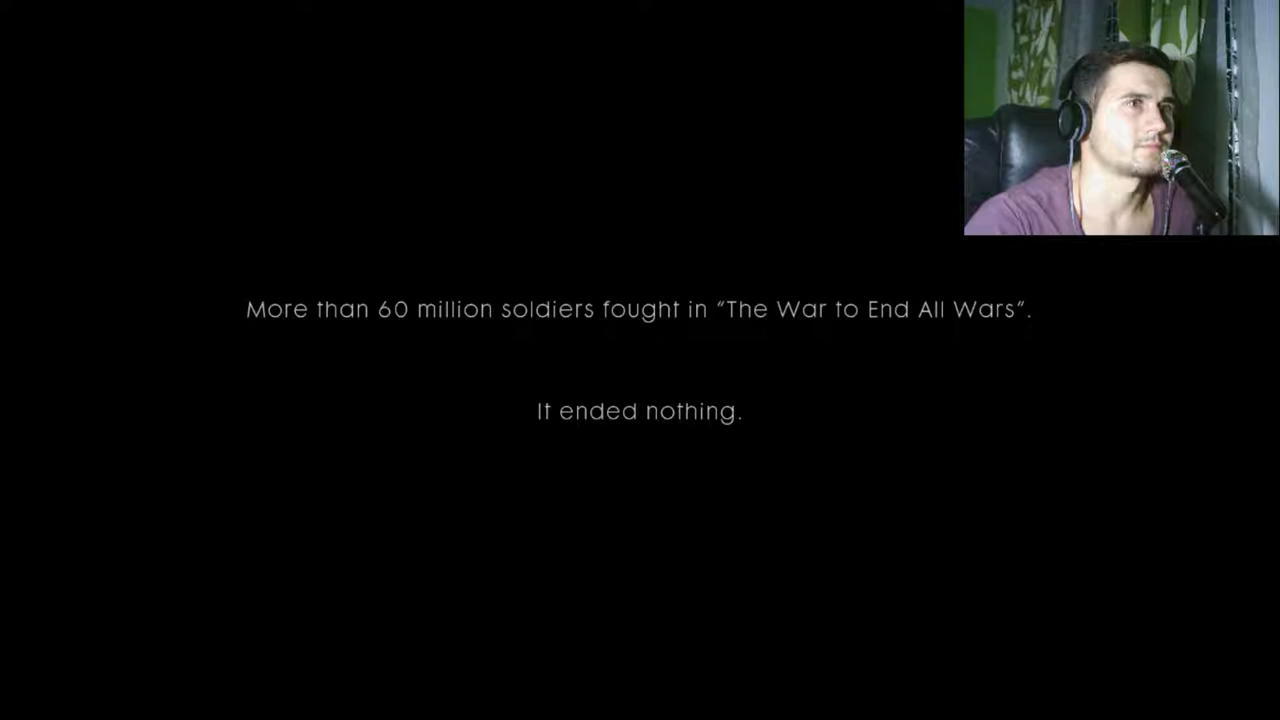 More than 60 million soldiers fought in “The War to End All Wars”.
It ended nothing.